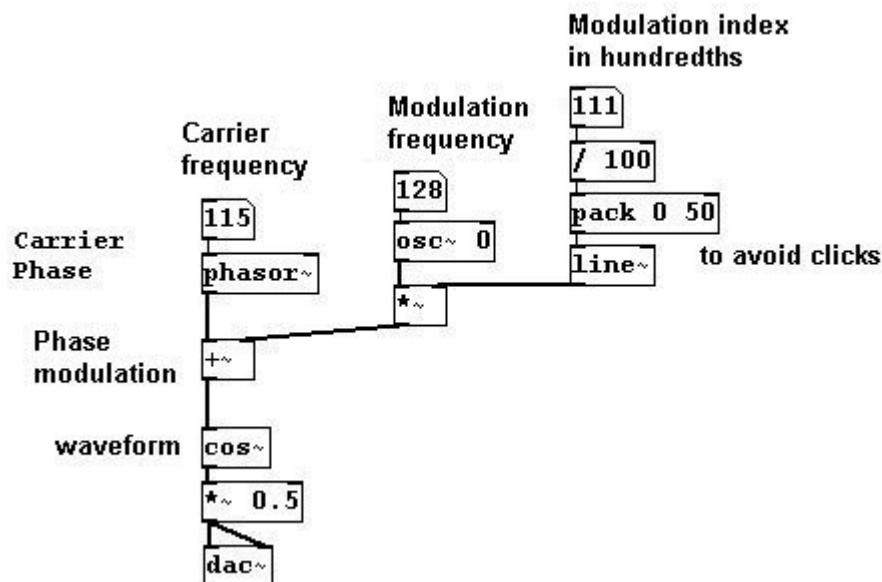 Modulation index
in hundredths
111
/ 100
pack 0 50
line~
to avoid clicks
Modulation
frequency
128
osc~ 0
*~
Carrier
frequency
115
Carrier
Phase
phasor~
Phase
modulation
+~
waveform
cos~
*~ 0.5
dac~